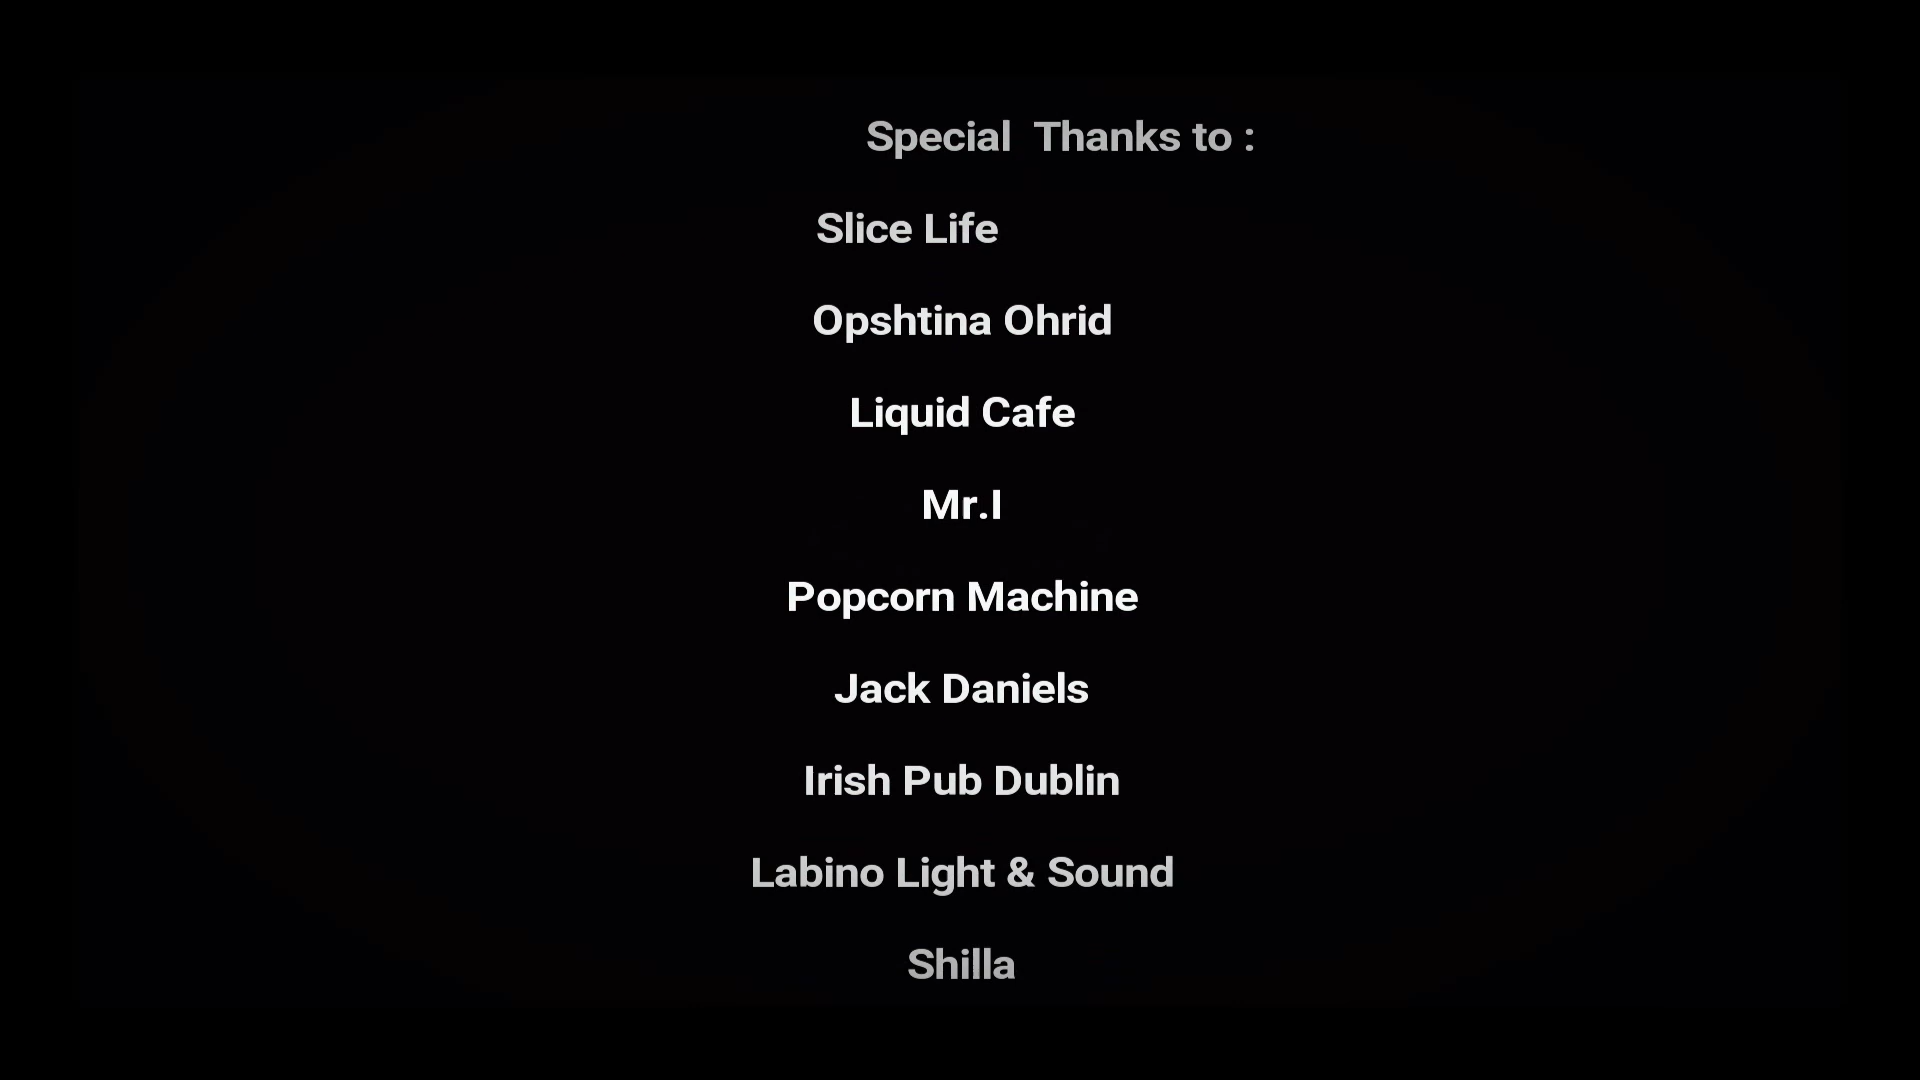 Special  Thanks to :
Slice Life
Opshtina Ohrid
Liquid Cafe
Mr.I
Popcorn Machine
Jack Daniels
Irish Pub Dublin
Labino Light & Sound
Shilla